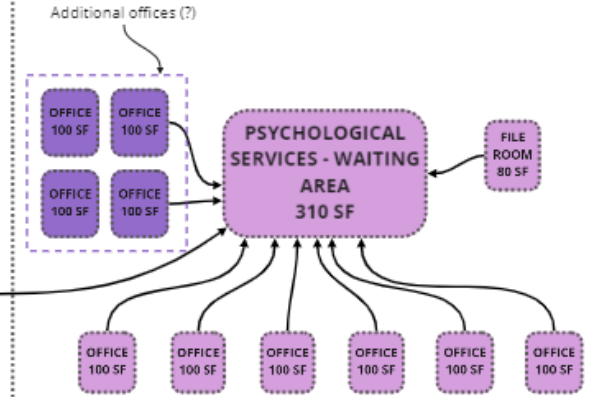 Additional offices (?)
OFFICE
100 SF
OFFICE
100 SF
OFFICE
100 SF
OFFICE
100 SF
PSYCHOLOGICAL
SERVICES - WAITING
AREA
310 SF
FILE
ROOM
80 SF
OFFICE
100 SF
OFFICE
100 SF
OFFICE
100 SF
OFFICE
100 SF
OFFICE
100 SF
OFFICE
100 SF